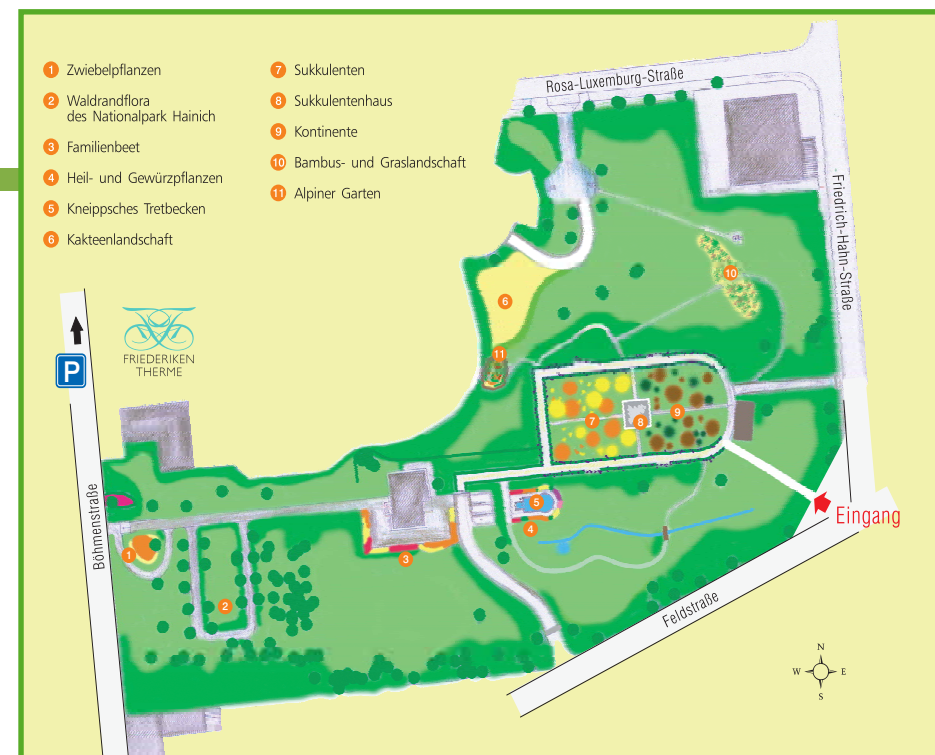 1 Zwiebelpflanzen
2 Waldrandflora
des Nationalpark Hainich
3 Familienbeet
4 Heil- und Gewürzpflanzen
5 Kneippsches Tretbecken
6 Kakteenlandschaft
7 Sukkulenten
8 Sukkulentenhaus
9 Kontinente
10 Bambus- und Graslandschaft
11 Alpiner Garten
Rosa-Luxemburg-Straße
Friedrich-Hahn-Straße
10
6
11
P
FRIEDERIKEN
THERME
7
8
9
Böhmenstraße
5
4
Eingang
3
1
2
Feldstraße
N
W
E
S